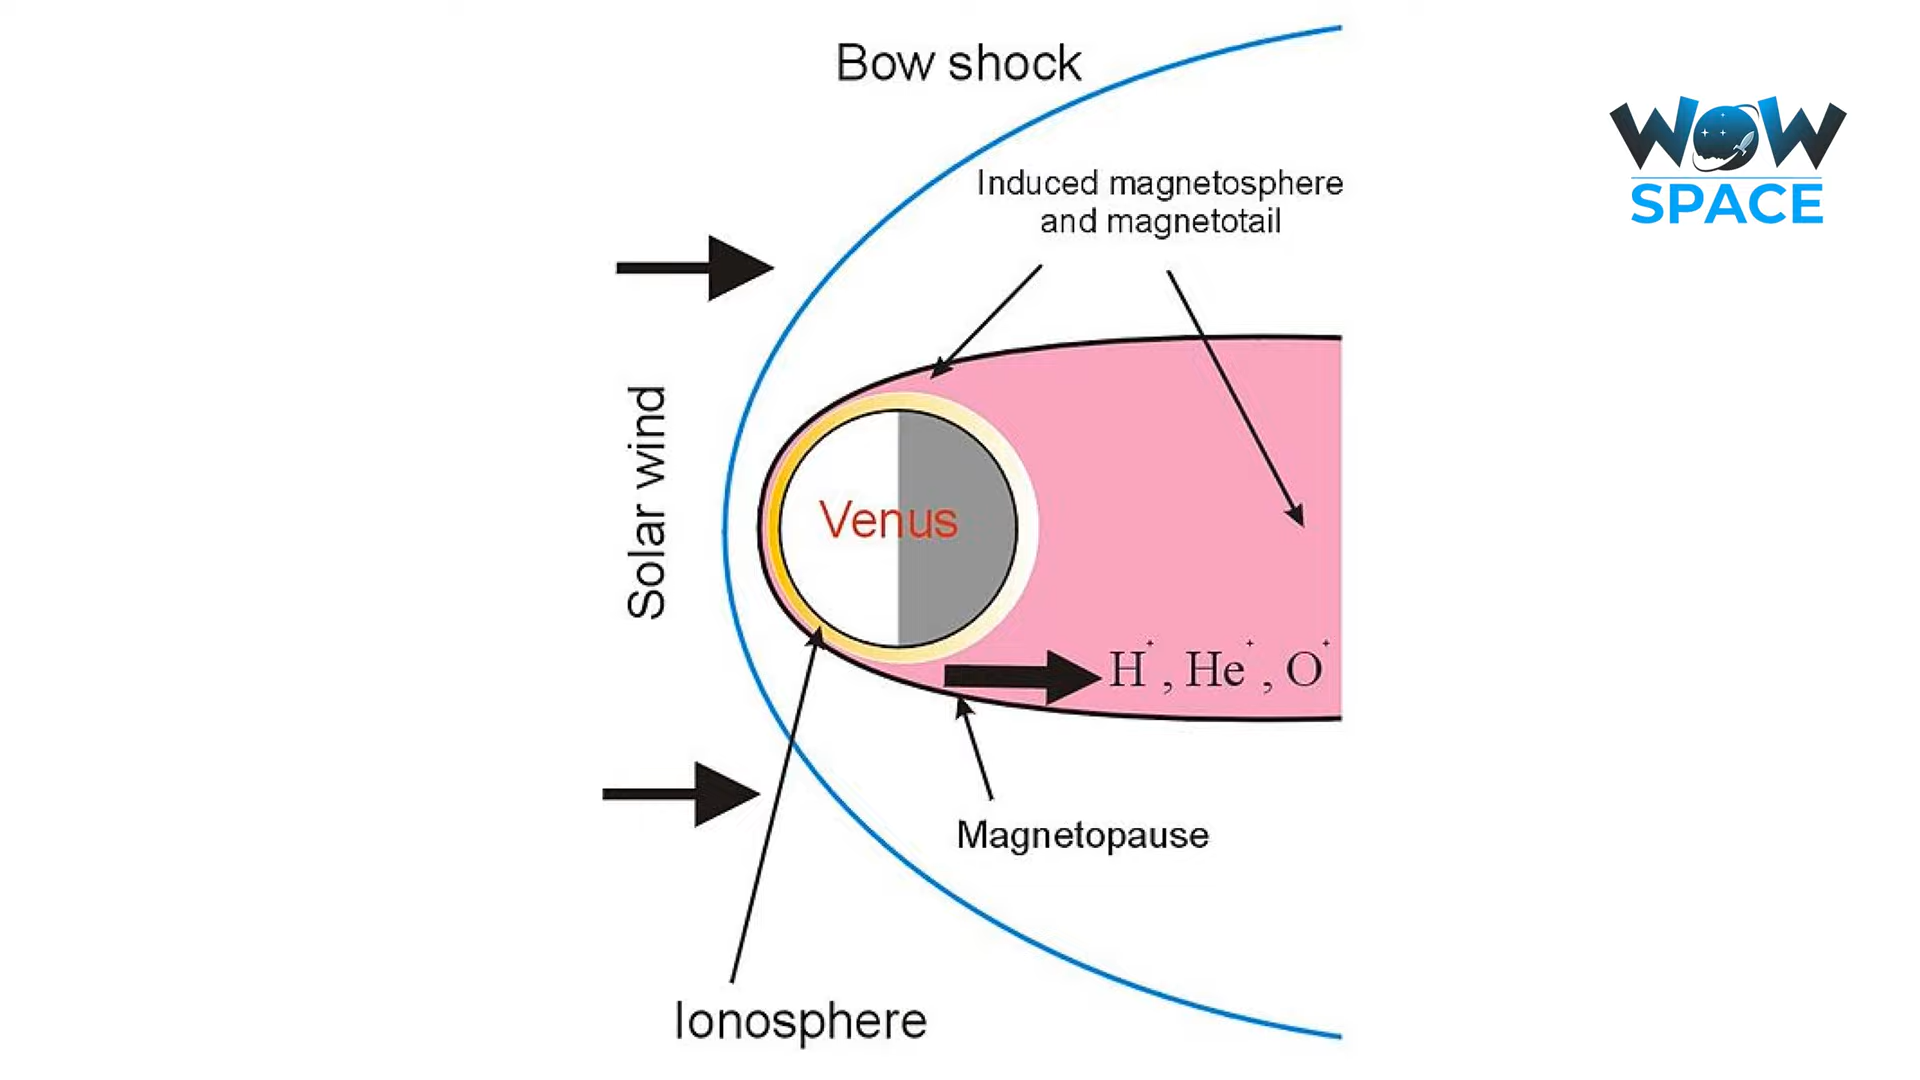 Bow shock
WOW
SPACE
Induced magnetosphere
and magnetotail
Solar wind
Venus
H⁺, He⁺, O⁺
Magnetopause
Ionosphere